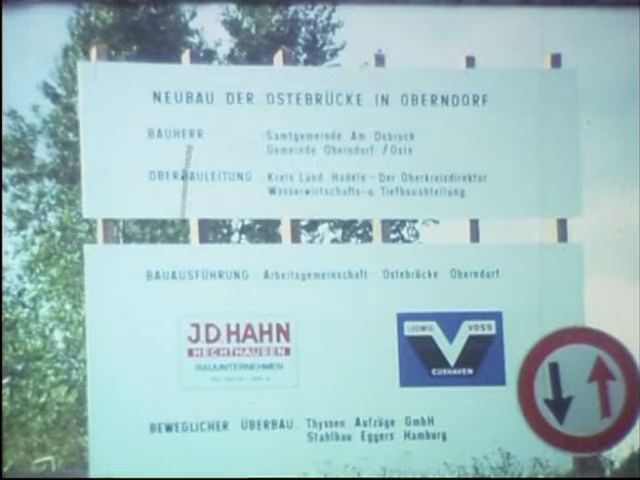 NEUBAU DER OSTEBRÜCKE IN OBERNDORF
BAUHERR Samtgemeinde Am Dobrock
Gemeinde Oberndorf / Oste
OBERBAULEITUNG Kreis Land Hadeln - Der Oberkreisdirektor
Wasserwirtschafts- u. Tiefbauabteilung
BAUAUSFÜHRUNG Arbeitsgemeinschaft Ostebrücke Oberndorf
J.D. HAHN
HECHTHAUSEN
BAUUNTERNEHMEN
LUDWIG VOSS
CUXHAVEN
BEWEGLICHER ÜBERBAU: Thyssen Aufzüge GmbH
Stahlbau Eggers Hamburg